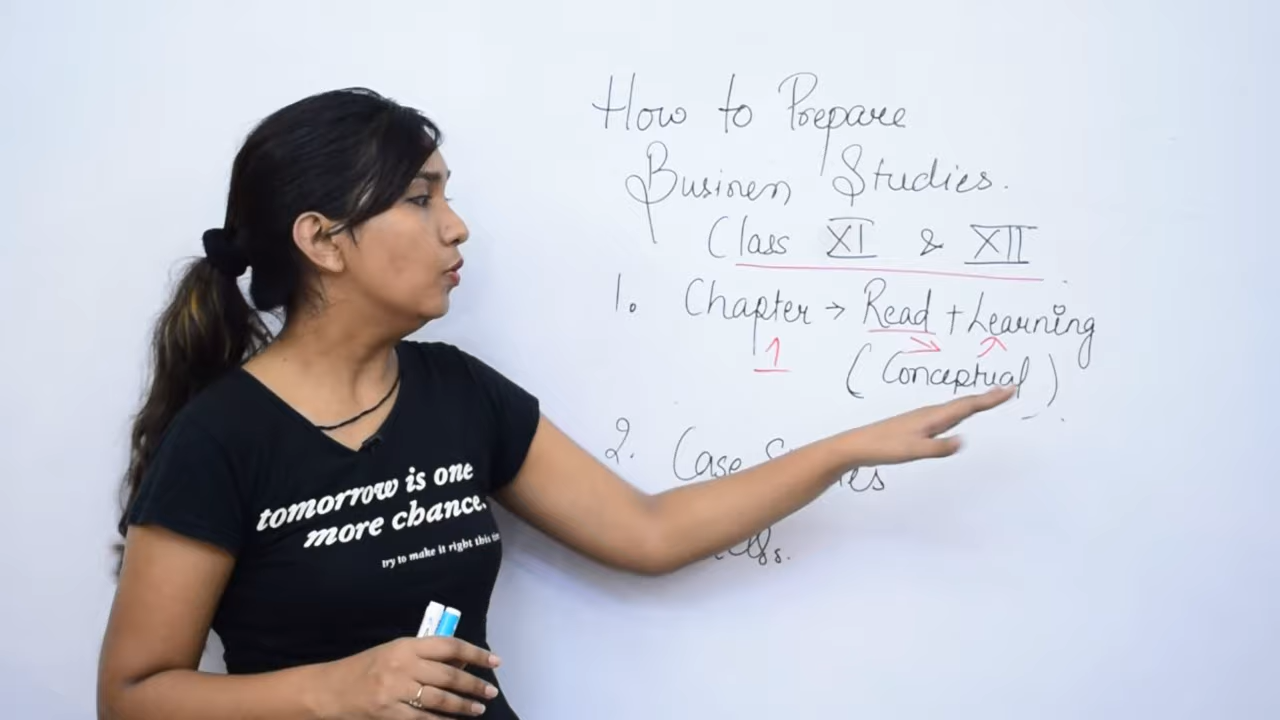 How to Prepare
Business Studies.
Class XI & XII
1. Chapter → Read + Learning
1
(Conceptual)
2. Case
tomorrow is one
more chance.
try to make it right this